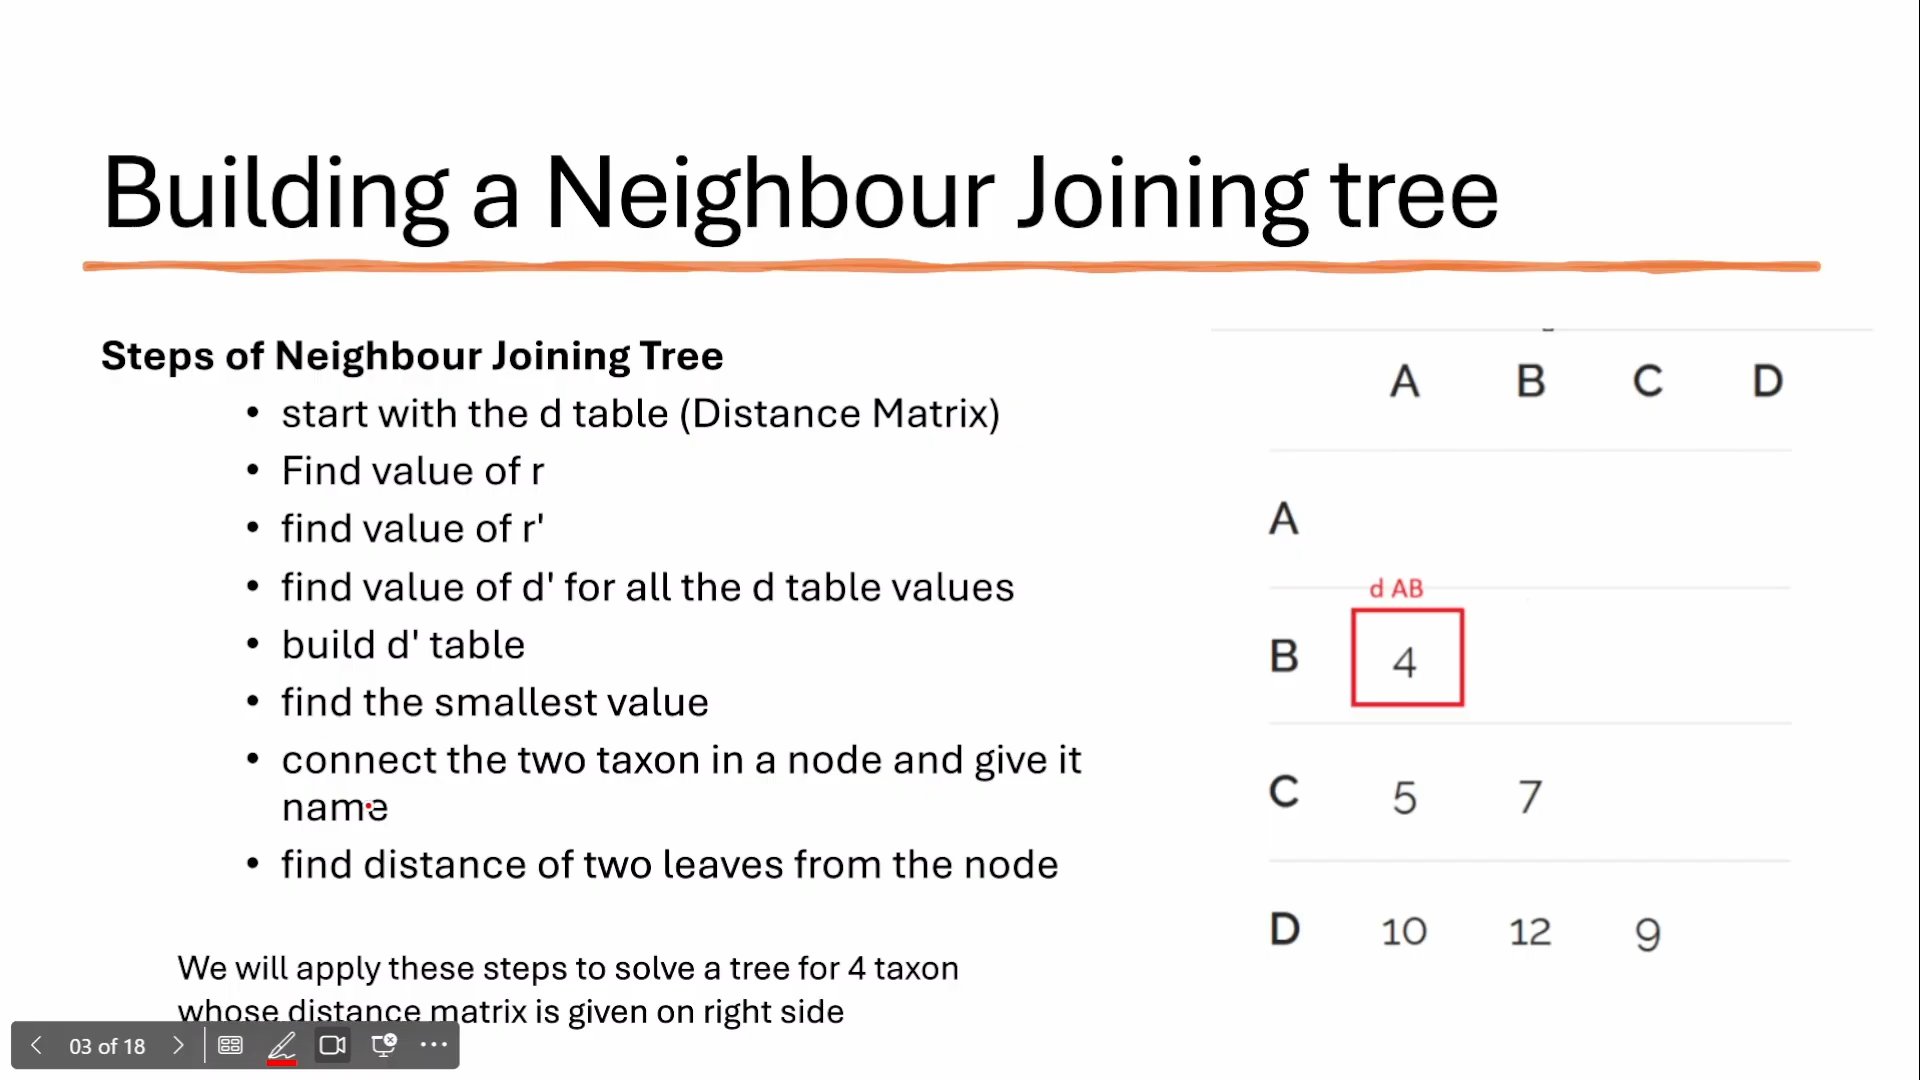 Building a Neighbour Joining tree
Steps of Neighbour Joining Tree
• start with the d table (Distance Matrix)
• Find value of r
• find value of r'
• find value of d' for all the d table values
• build d' table
• find the smallest value
• connect the two taxon in a node and give it
name
• find distance of two leaves from the node
We will apply these steps to solve a tree for 4 taxon
whose distance matrix is given on right side
A B C D
A
d AB
B 4
C 5 7
D 10 12 9
03 of 18